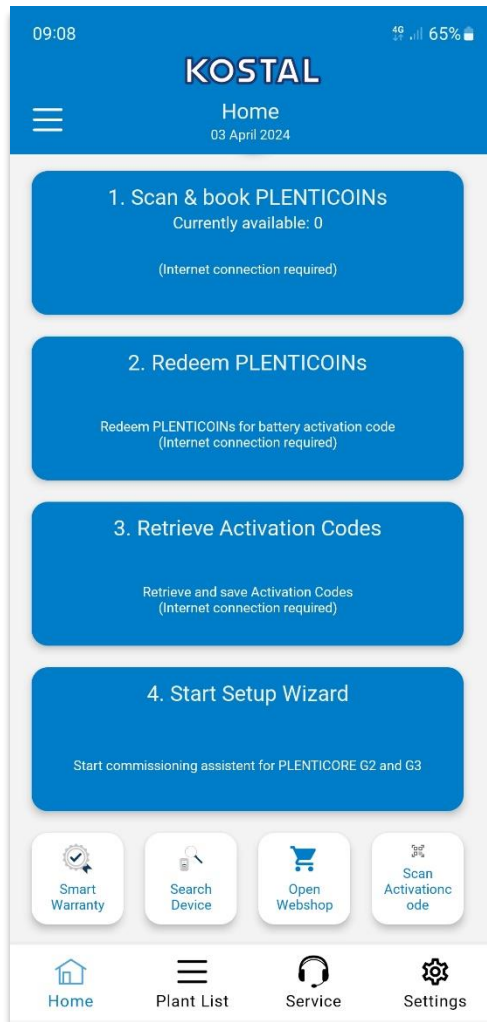 09:08
4G 65%
KOSTAL
Home
03 April 2024
1. Scan & book PLENTICOINs
Currently available: 0
(Internet connection required)
2. Redeem PLENTICOINs
Redeem PLENTICOINs for battery activation code
(Internet connection required)
3. Retrieve Activation Codes
Retrieve and save Activation Codes
(Internet connection required)
4. Start Setup Wizard
Start commissioning assistent for PLENTICORE G2 and G3
Smart
Warranty
Search
Device
Open
Webshop
Scan
Activationc
ode
Home
Plant List
Service
Settings